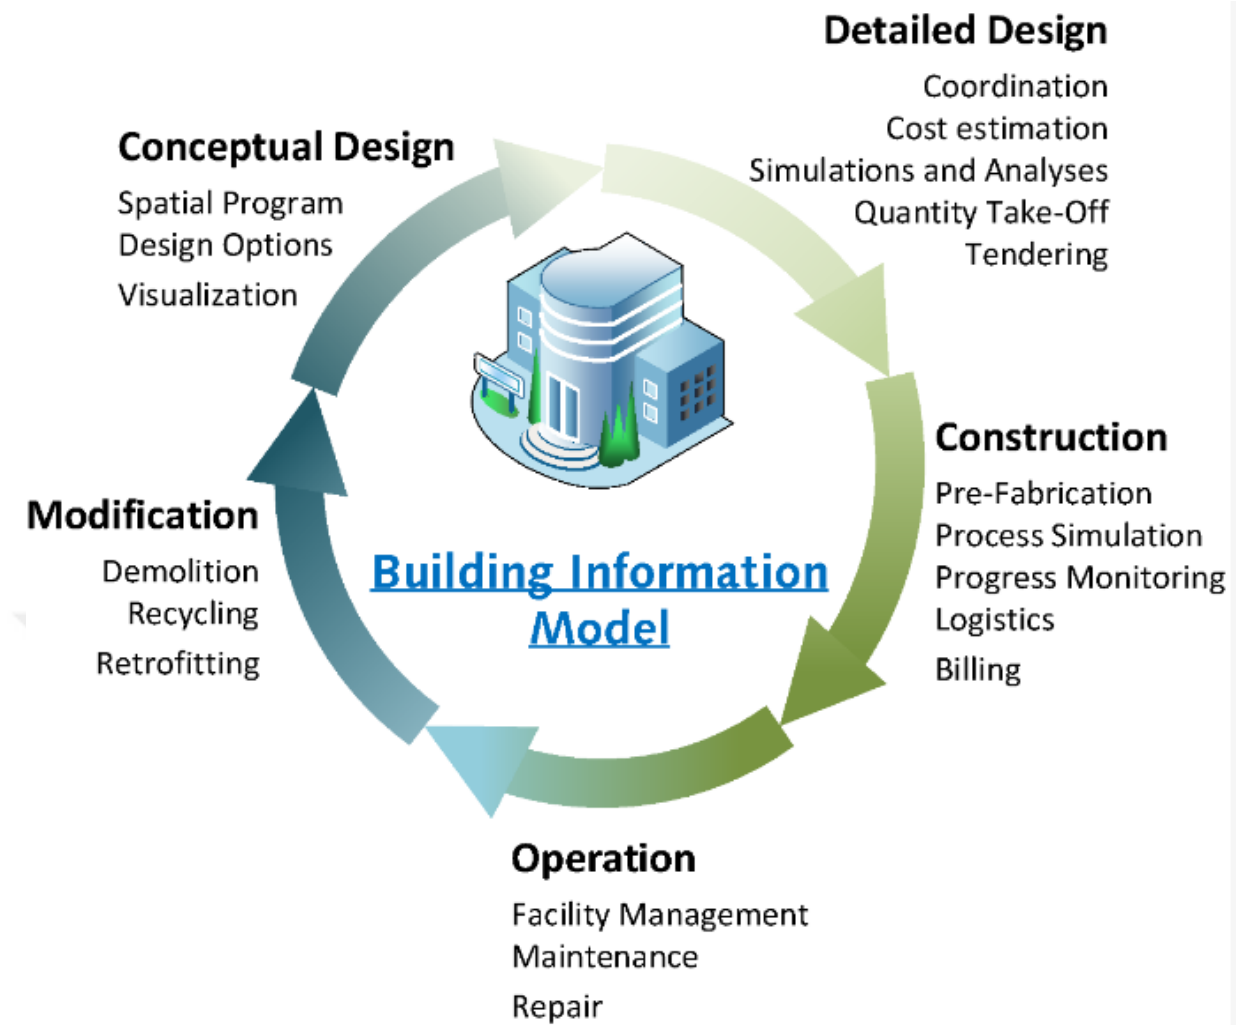 Detailed Design
Coordination
Cost estimation
Simulations and Analyses
Quantity Take-Off
Tendering
Conceptual Design
Spatial Program
Design Options
Visualization
Construction
Pre-Fabrication
Process Simulation
Progress Monitoring
Logistics
Billing
Modification
Demolition
Recycling
Retrofitting
Building Information
Model
Operation
Facility Management
Maintenance
Repair